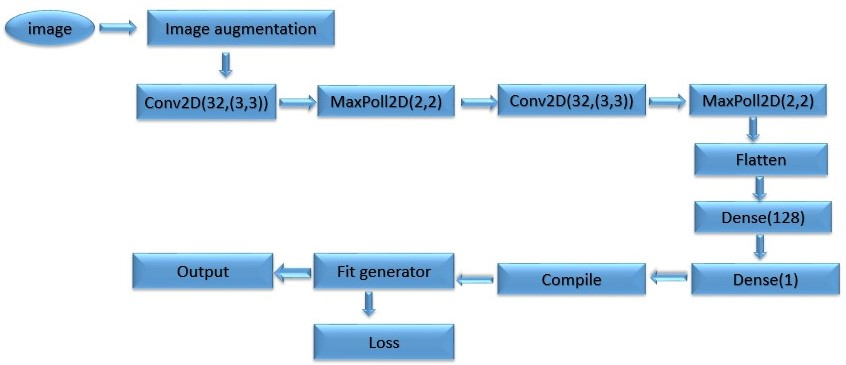 image
Image augmentation
Conv2D(32,(3,3))
MaxPoll2D(2,2)
Conv2D(32,(3,3))
MaxPoll2D(2,2)
Flatten
Dense(128)
Dense(1)
Compile
Fit generator
Output
Loss